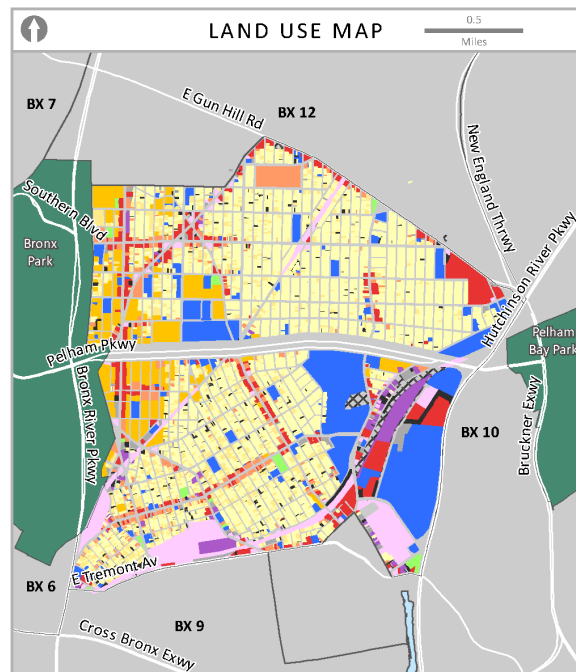 LAND USE MAP
0.5
Miles
BX 7
E Gun Hill Rd
BX 12
New England Thrwy
Southern Blvd
Bronx
Park
Hutchinson River Pkwy
Pelham
Bay Park
Pelham Pkwy
Bronx River Pkwy
Bruckner Exwy
BX 10
E Tremont Av
BX 6
BX 9
Cross Bronx Exwy